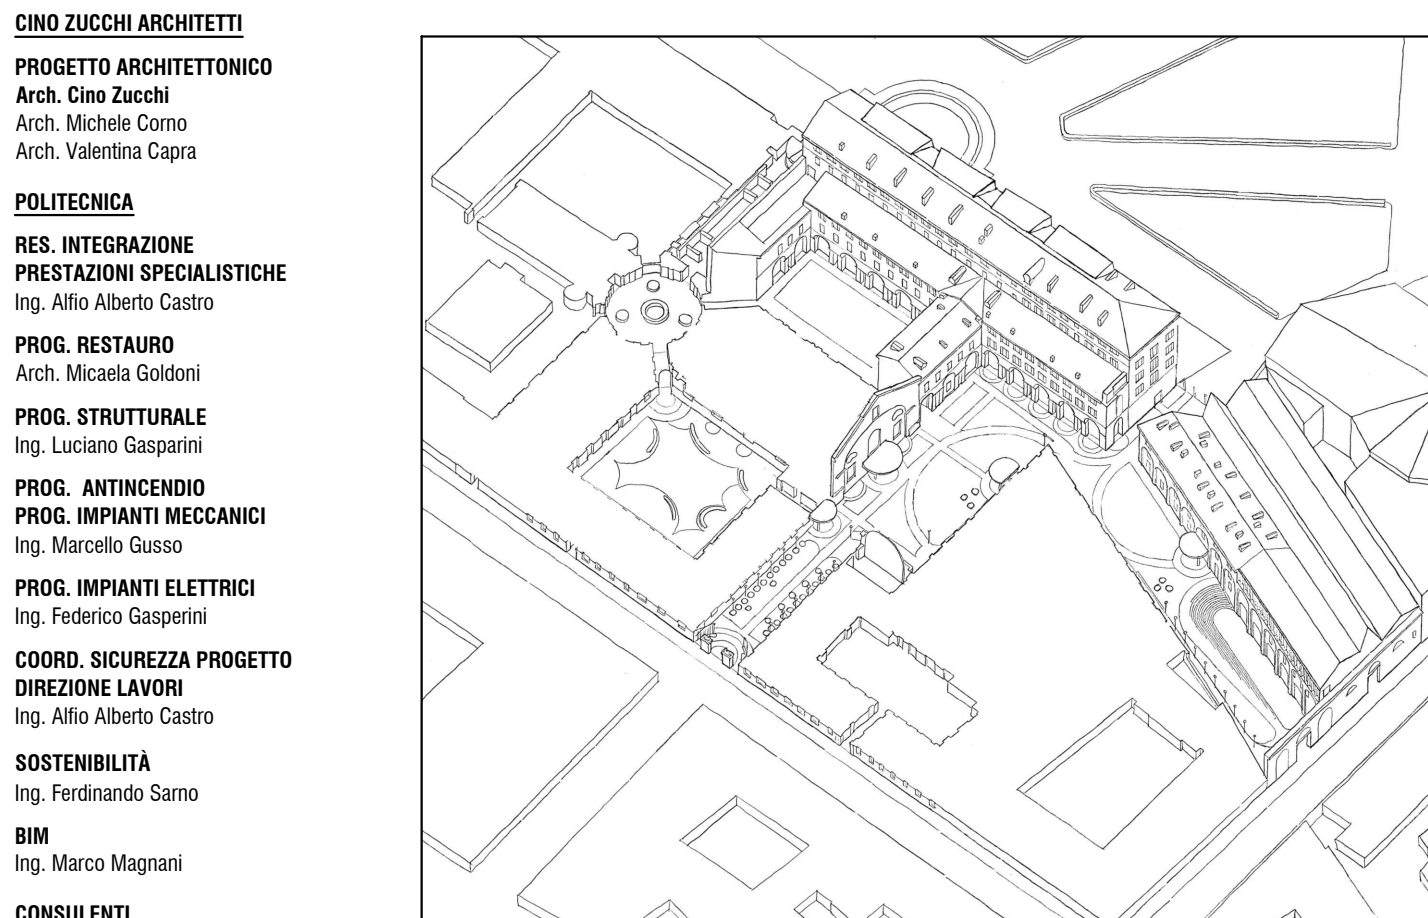 CINO ZUCCHI ARCHITETTI
PROGETTO ARCHITETTONICO
Arch. Cino Zucchi
Arch. Michele Corno
Arch. Valentina Capra
POLITECNICA
RES. INTEGRAZIONE
PRESTAZIONI SPECIALISTICHE
Ing. Alfio Alberto Castro
PROG. RESTAURO
Arch. Micaela Goldoni
PROG. STRUTTURALE
Ing. Luciano Gasparini
PROG. ANTINCENDIO
PROG. IMPIANTI MECCANICI
Ing. Marcello Gusso
PROG. IMPIANTI ELETTRICI
Ing. Federico Gasperini
COORD. SICUREZZA PROGETTO
DIREZIONE LAVORI
Ing. Alfio Alberto Castro
SOSTENIBILITÀ
Ing. Ferdinando Sarno
BIM
Ing. Marco Magnani
CONSULENTI